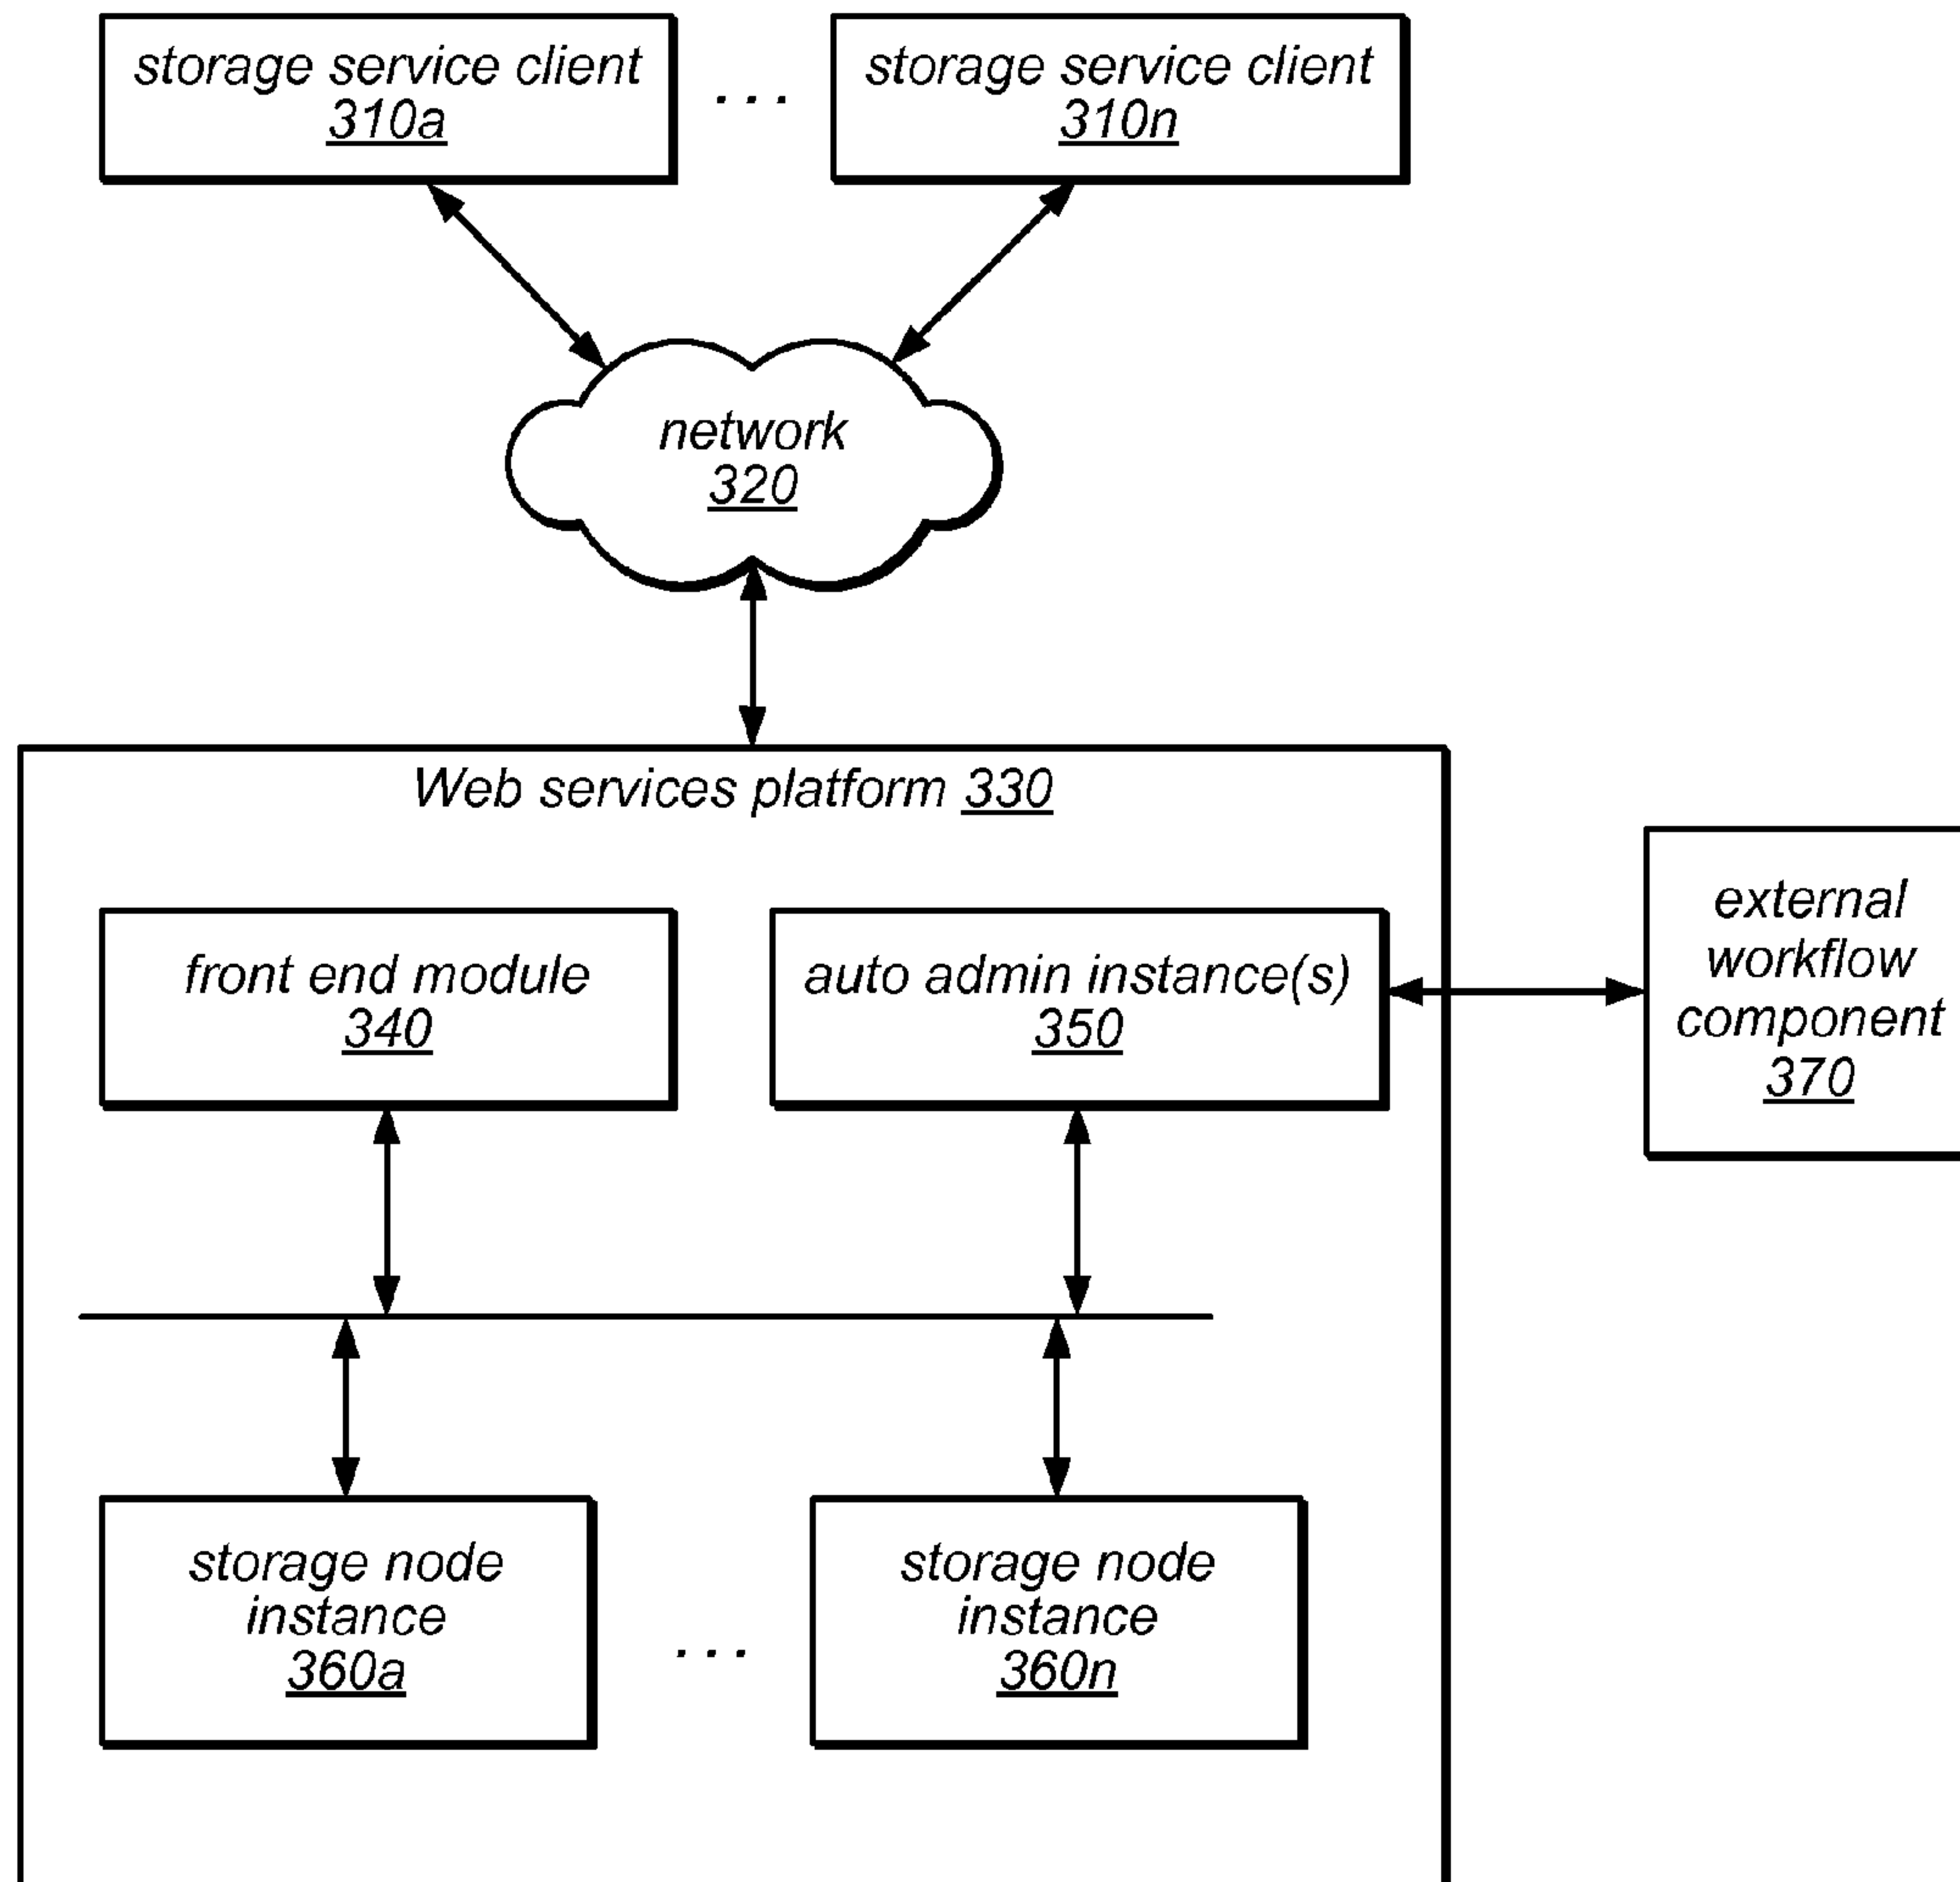 storage service client
310a
...
storage service client
310n
network
320
Web services platform 330
front end module
340
auto admin instance(s)
350
external
workflow
component
370
storage node
instance
360a
...
storage node
instance
360n